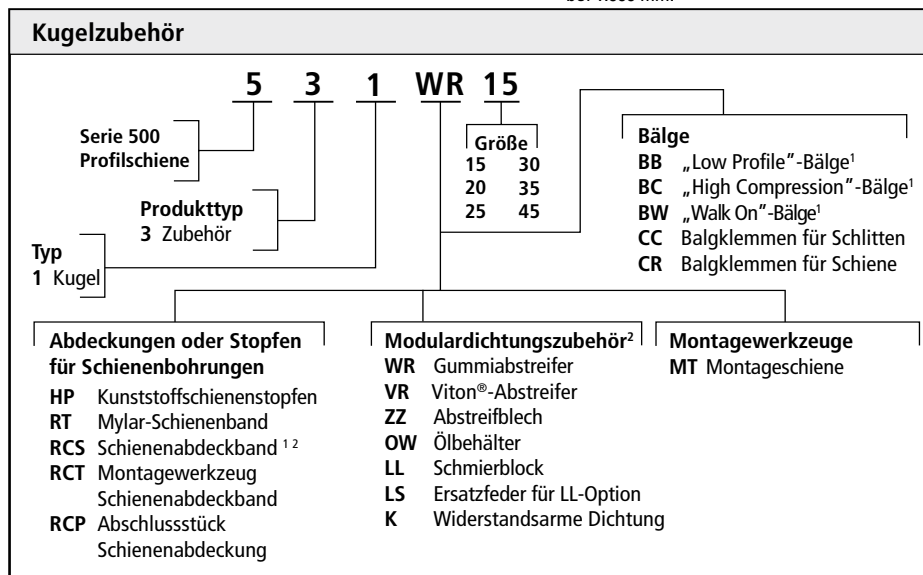 Kugelzubehör
5 3 1 WR 15
Serie 500
Profilschiene
Produkttyp
3 Zubehör
Typ
1 Kugel
Größe
15 30
20 35
25 45
Bälge
BB „Low Profile"-Bälge¹
BC „High Compression"-Bälge¹
BW „Walk On"-Bälge¹
CC Balgklemmen für Schlitten
CR Balgklemmen für Schiene
Abdeckungen oder Stopfen
für Schienenbohrungen
HP Kunststoffschienenstopfen
RT Mylar-Schienenband
RCS Schienenabdeckband ¹ ²
RCT Montagewerkzeug
Schienenabdeckband
RCP Abschlussstück
Schienenabdeckung
Modulardichtungszubehör²
WR Gummiabstreifer
VR Viton®-Abstreifer
ZZ Abstreifblech
OW Ölbehälter
LL Schmierblock
LS Ersatzfeder für LL-Option
K Widerstandsarme Dichtung
Montagewerkzeuge
MT Montageschiene